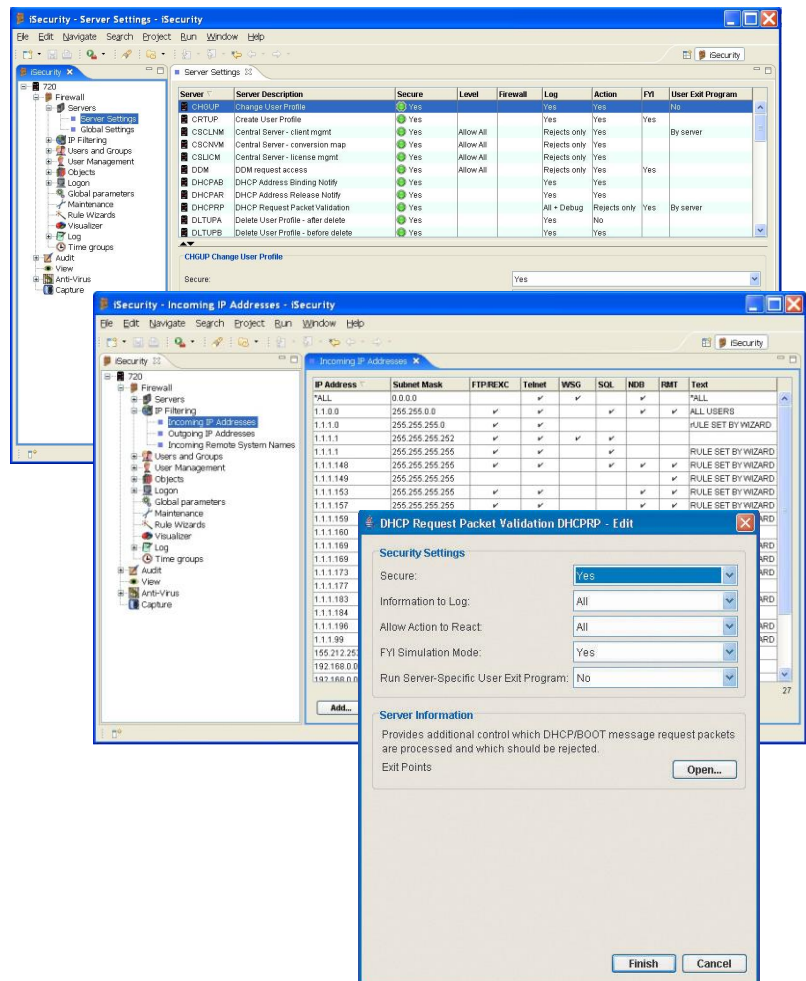 iSecurity - Server Settings - iSecurity
File Edit Navigate Search Project Run Window Help
iSecurity
iSecurity
Server Settings
720
Firewall
Servers
Server Settings
Global Settings
IP Filtering
Users and Groups
User Management
Objects
Logon
Global parameters
Maintenance
Rule Wizards
Visualizer
Log
Time groups
Audit
View
Anti-Virus
Capture
Server Server Description Secure Level Firewall Log Action FYI User Exit Program
CHGUP Change User Profile Yes Yes Yes No
CRTUP Create User Profile Yes Yes Yes Yes
CSCLNM Central Server - client mgmt Yes Allow All Rejects only Yes By server
CSCNVM Central Server - conversion map Yes Allow All Rejects only Yes
CSLICM Central Server - license mgmt Yes Allow All Rejects only Yes
DDM DDM request access Yes Allow All Rejects only Yes Yes
DHCPAB DHCP Address Binding Notify Yes Yes Yes
DHCPAR DHCP Address Release Notify Yes Yes Yes
DHCPRP DHCP Request Packet Validation Yes All + Debug Rejects only Yes By server
DLTUPA Delete User Profile - after delete Yes Yes No
DLTUPB Delete User Profile - before delete Yes Yes Yes
CHGUP Change User Profile
Secure: Yes
iSecurity - Incoming IP Addresses - iSecurity
File Edit Navigate Search Project Run Window Help
iSecurity
iSecurity
Incoming IP Addresses
720
Firewall
Servers
IP Filtering
Incoming IP Addresses
Outgoing IP Addresses
Incoming Remote System Names
Users and Groups
User Management
Objects
Logon
Global parameters
Maintenance
Rule Wizards
Visualizer
Log
Time groups
Audit
View
Anti-Virus
Capture
IP Address Subnet Mask FTP/REXC Telnet WSG SQL NDB RMT Text
*ALL 0.0.0.0 *ALL
1.1.0.0 255.255.0.0 ALL USERS
1.1.1.0 255.255.255.0 rULE SET BY WIZARD
1.1.1.1 255.255.255.252
1.1.1.1 255.255.255.255 RULE SET BY WIZARD
1.1.1.148 255.255.255.255 RULE SET BY WIZARD
1.1.1.149 255.255.255.255 RULE SET BY WIZARD
1.1.1.153 255.255.255.255 RULE SET BY WIZARD
1.1.1.157 255.255.255.255 RULE SET BY WIZARD
1.1.1.159
1.1.1.160
1.1.1.169
1.1.1.169
1.1.1.173
1.1.1.177
1.1.1.183
1.1.1.184
1.1.1.196
1.1.1.99
155.212.25
192.168.0.0
192.168.0.0
27
Add...
DHCP Request Packet Validation DHCPRP - Edit
Security Settings
Secure: Yes
Information to Log: All
Allow Action to React: All
FYI Simulation Mode: Yes
Run Server-Specific User Exit Program: No
Server Information
Provides additional control which DHCP/BOOT message request packets
are processed and which should be rejected.
Exit Points Open...
Finish Cancel